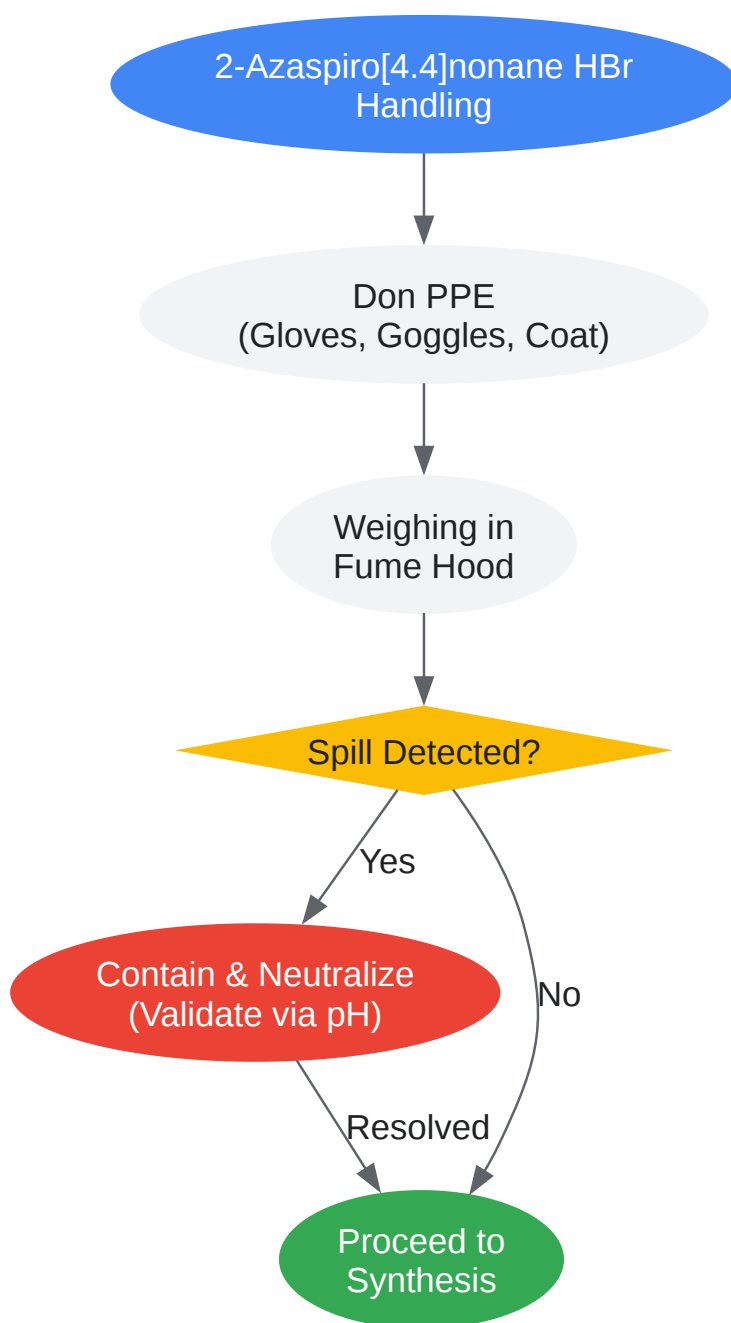 2-Azaspiro[4.4]nonane HBr
Handling
Don PPE
(Gloves, Goggles, Coat)
Weighing in
Fume Hood
Spill Detected?
Yes
Contain & Neutralize
(Validate via pH)
No
Resolved
Proceed to
Synthesis